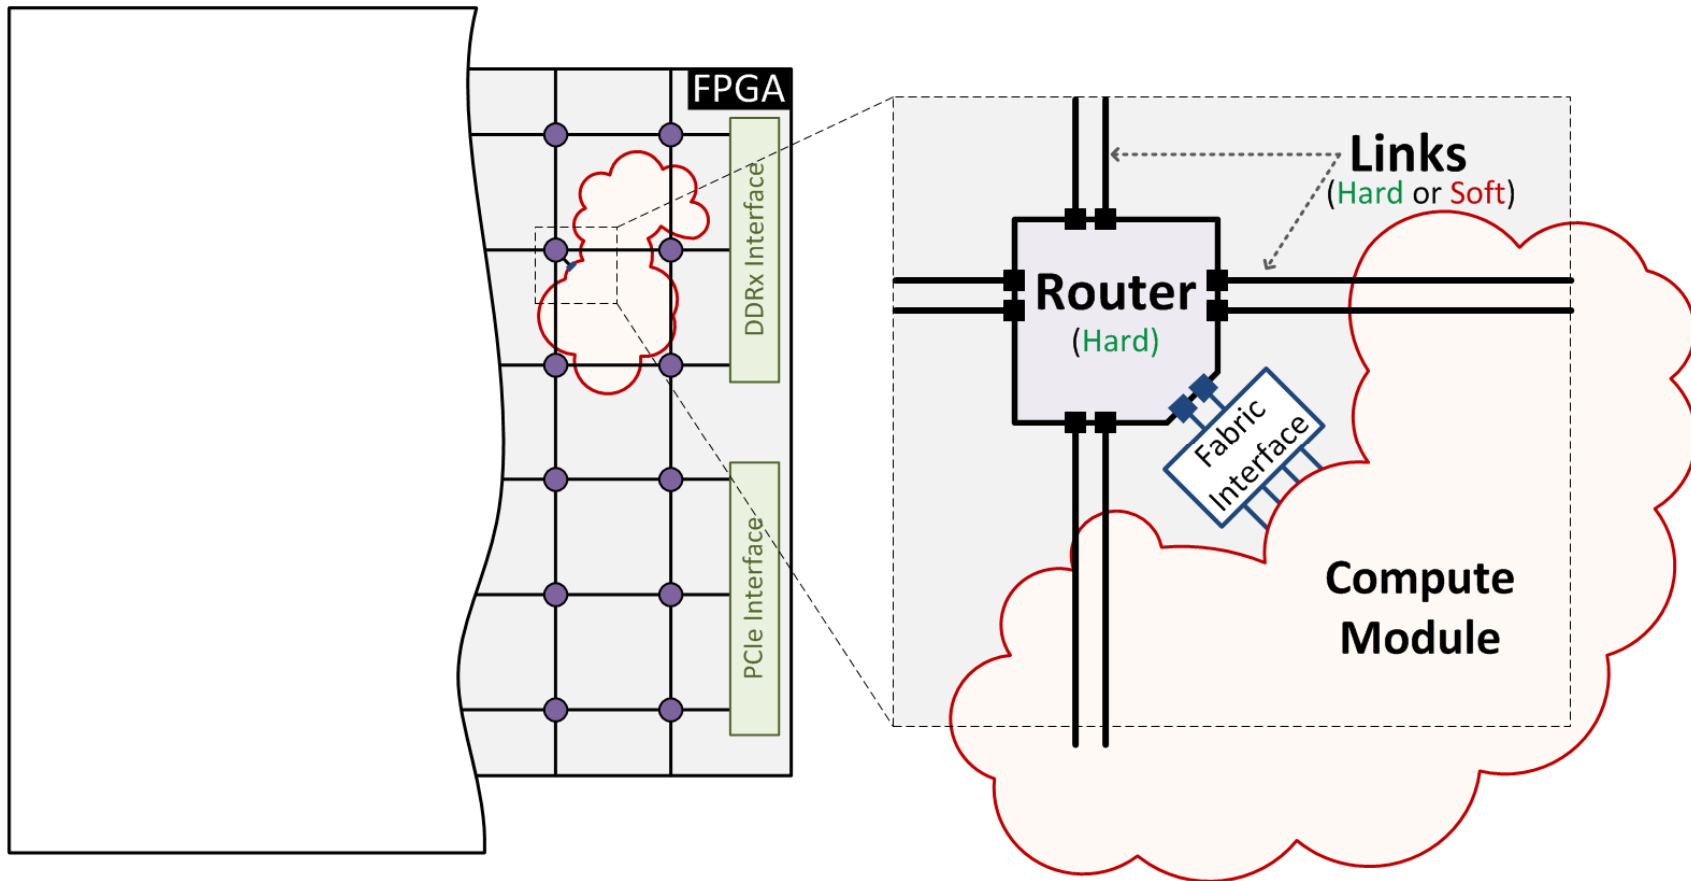 FPGA
DDRx Interface
PCIe Interface
Links
(Hard or Soft)
Router
(Hard)
Fabric
Interface
Compute
Module